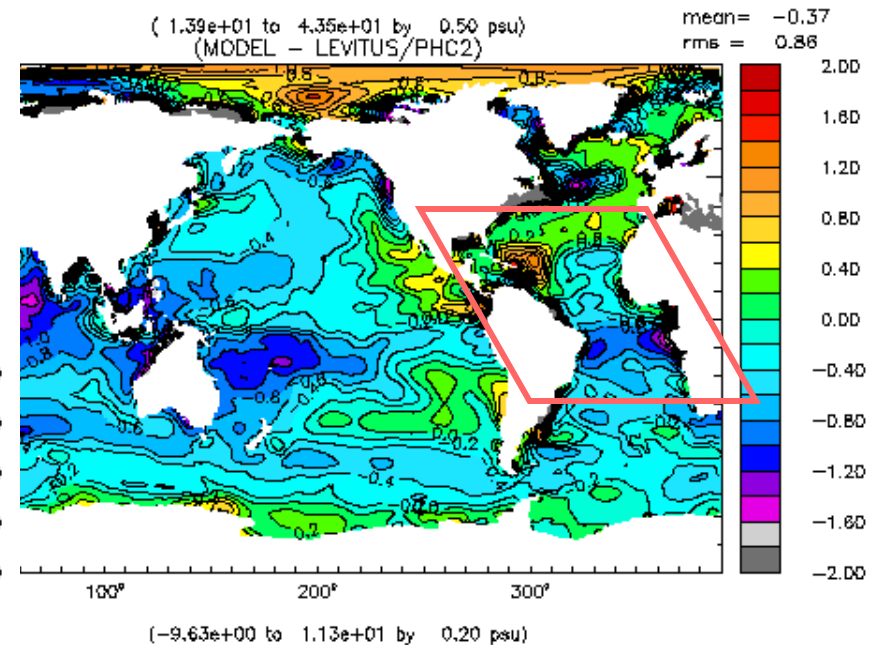 ( 1.39e+01 to 4.35e+01 by 0.50 psu)
(MODEL - LEVITUS/PHC2)
mean= -0.37
rms = 0.86
2.00
1.60
1.20
0.80
0.40
0.00
-0.40
-0.80
-1.20
-1.60
-2.00
100°
200°
300°
(-9.63e+00 to 1.13e+01 by 0.20 psu)